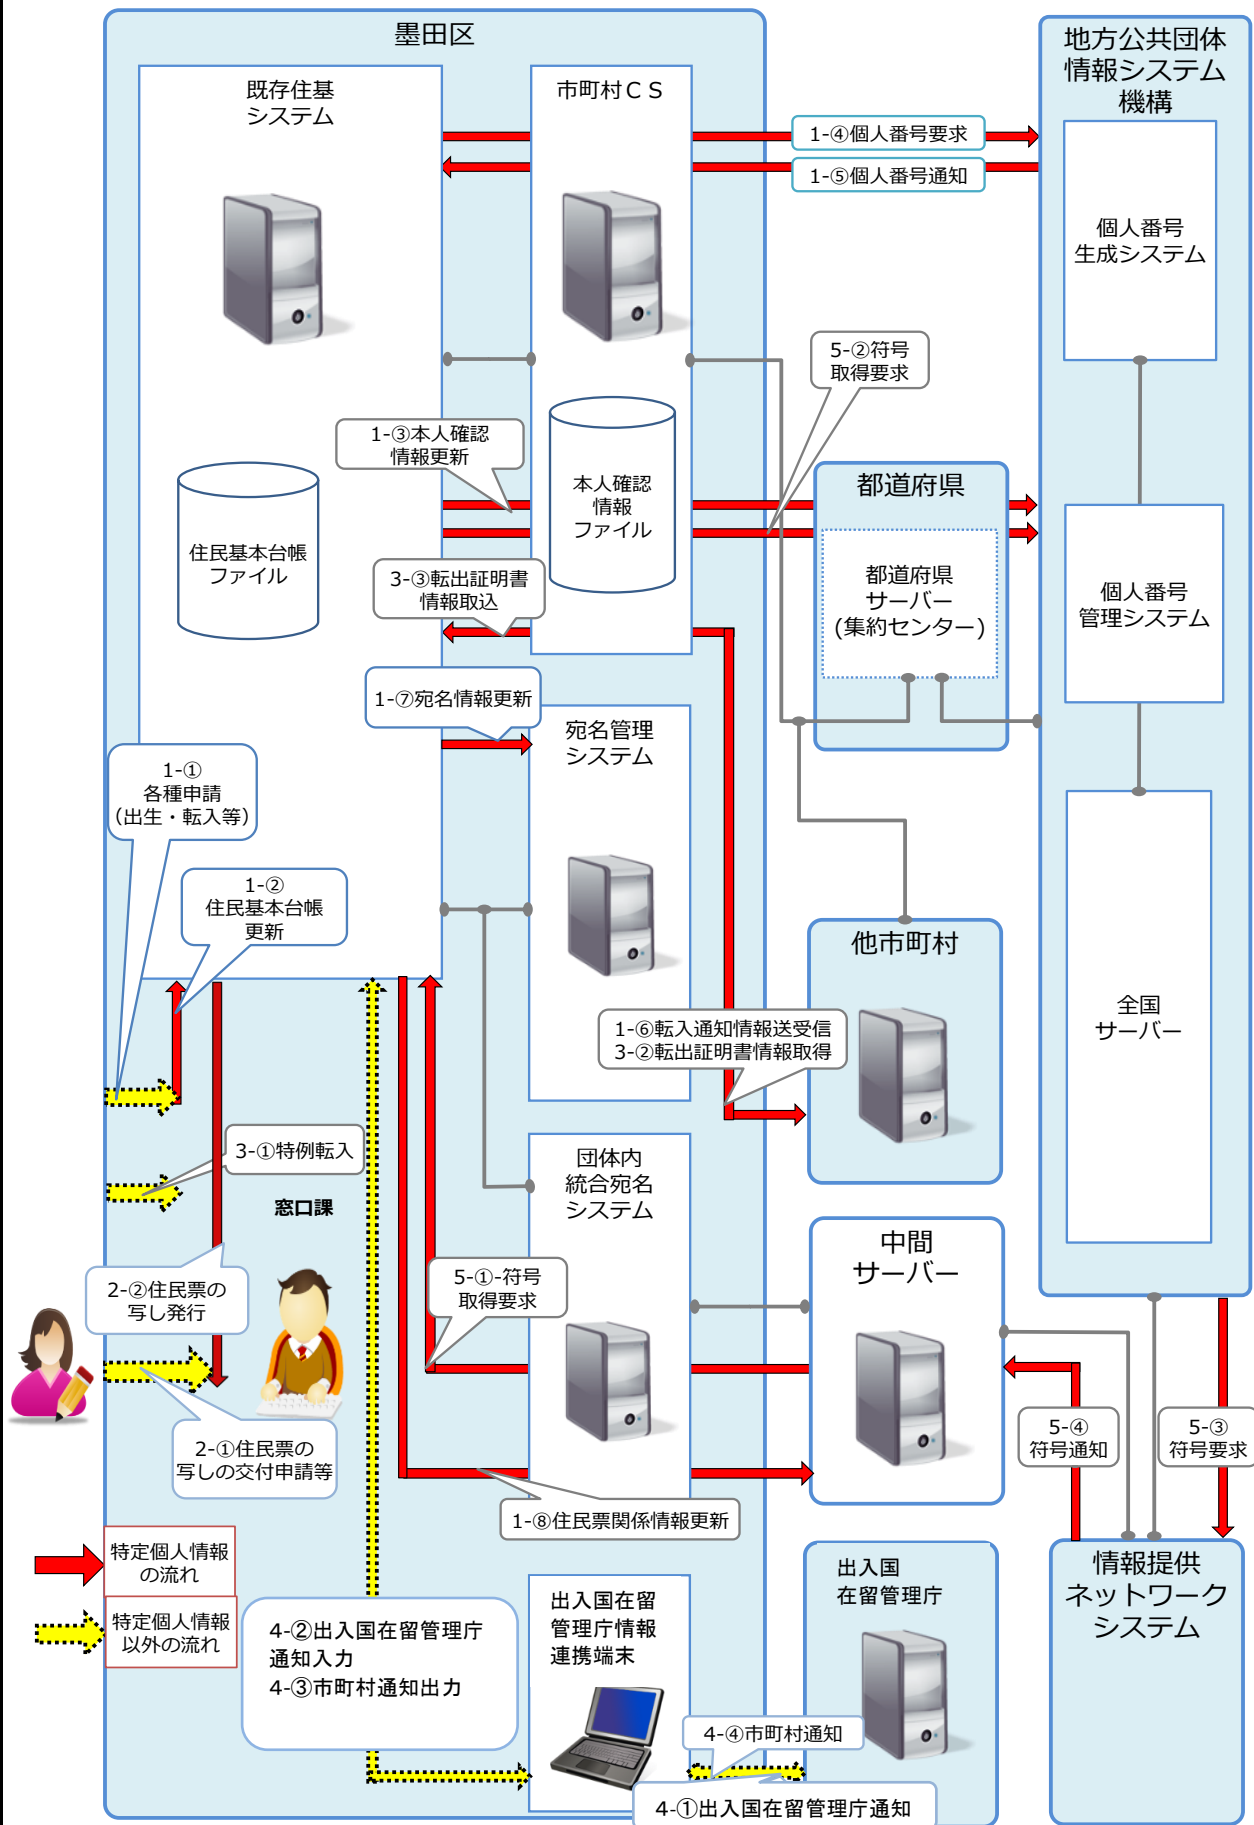 墨田区
既存住基
システム
市町村ＣＳ
地方公共団体
情報システム
機構
1-④個人番号要求
1-⑤個人番号通知
個人番号
生成システム
5-②符号
取得要求
1-③本人確認
情報更新
本人確認
情報
ファイル
都道府県
住民基本台帳
ファイル
3-③転出証明書
情報取込
都道府県
サーバー
(集約センター)
個人番号
管理システム
1-⑦宛名情報更新
宛名管理
システム
1-①
各種申請
（出生・転入等）
1-②
住民基本台帳
更新
他市町村
全国
サーバー
1-⑥転入通知情報送受信
3-②転出証明書情報取得
3-①特例転入
窓口課
団体内
統合宛名
システム
中間
サーバー
2-②住民票の
写し発行
5-①-符号
取得要求
5-④
符号通知
5-③
符号要求
2-①住民票の
写しの交付申請等
1-⑧住民票関係情報更新
特定個人情報
の流れ
特定個人情報
以外の流れ
4-②出入国在留管理庁
通知入力
4-③市町村通知出力
出入国在留
管理庁情報
連携端末
出入国
在留管理庁
情報提供
ネットワーク
システム
4-④市町村通知
4-①出入国在留管理庁通知